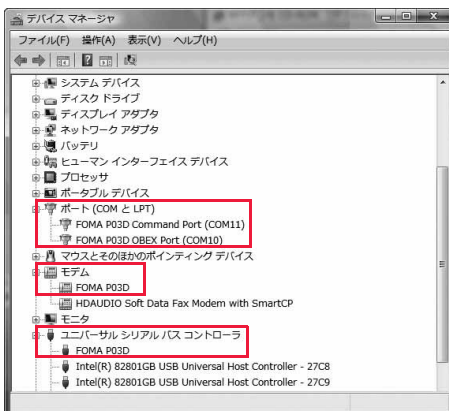 デバイス マネージャ
ファイル(F) 操作(A) 表示(V) ヘルプ(H)
システム デバイス
ディスク ドライブ
ディスプレイ アダプタ
ネットワーク アダプタ
バッテリ
ヒューマン インターフェイス デバイス
プロセッサ
ポータブル デバイス
ポート (COM と LPT)
FOMA P03D Command Port (COM11)
FOMA P03D OBEX Port (COM10)
マウスとそのほかのポインティング デバイス
モデム
FOMA P03D
HDAUDIO Soft Data Fax Modem with SmartCP
モニタ
ユニバーサル シリアル バス コントローラ
FOMA P03D
Intel(R) 82801GB USB Universal Host Controller - 27C8
Intel(R) 82801GB USB Universal Host Controller - 27C9